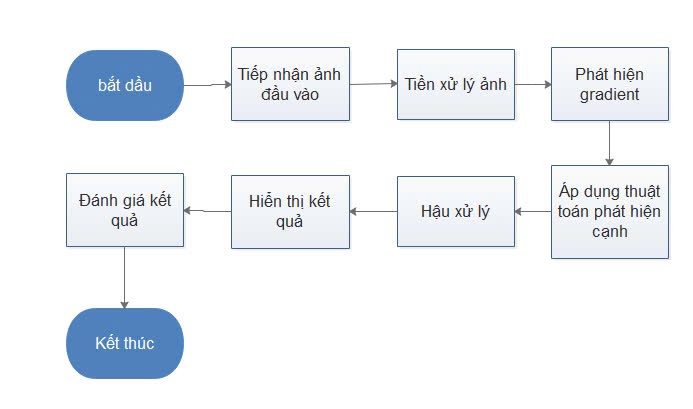 bắt dầu
Tiếp nhận ảnh
đầu vào
Tiền xử lý ảnh
Phát hiện
gradient
Áp dụng thuật
toán phát hiện
cạnh
Hậu xử lý
Hiển thị kết
quả
Đánh giá kết
quả
Kết thúc